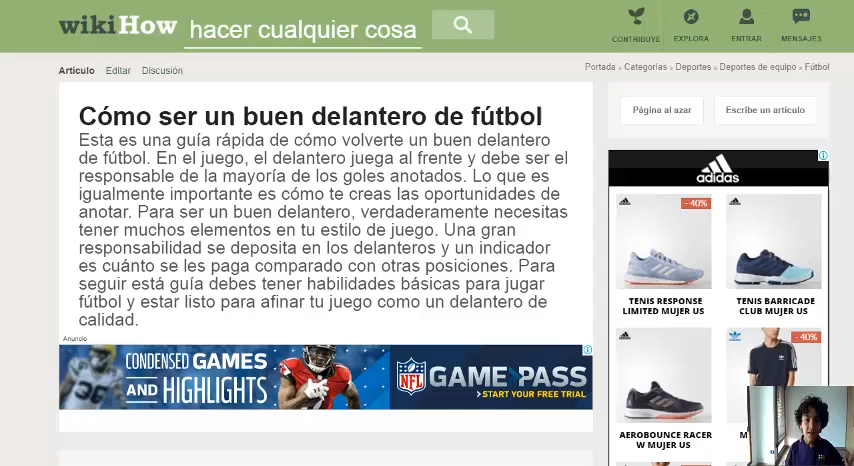 wikiHow hacer cualquier cosa
CONTRIBUYE EXPLORA ENTRAR MENSAJES
Artículo Editar Discusión
Portada » Categorías » Deportes » Deportes de equipo » Fútbol
Cómo ser un buen delantero de fútbol
Esta es una guía rápida de cómo volverte un buen delantero
de fútbol. En el juego, el delantero juega al frente y debe ser el
responsable de la mayoría de los goles anotados. Lo que es
igualmente importante es cómo te creas las oportunidades de
anotar. Para ser un buen delantero, verdaderamente necesitas
tener muchos elementos en tu estilo de juego. Una gran
responsabilidad se deposita en los delanteros y un indicador
es cuánto se les paga comparado con otras posiciones. Para
seguir está guía debes tener habilidades básicas para jugar
fútbol y estar listo para afinar tu juego como un delantero de
calidad.
Anuncio
CONDENSED GAMES
AND HIGHLIGHTS
NFL GAME PASS
START YOUR FREE TRIAL
Página al azar Escribe un artículo
adidas
- 40%
TENIS RESPONSE
LIMITED MUJER US
TENIS BARRICADE
CLUB MUJER US
- 40%
AEROBOUNCE RACER
W MUJER US